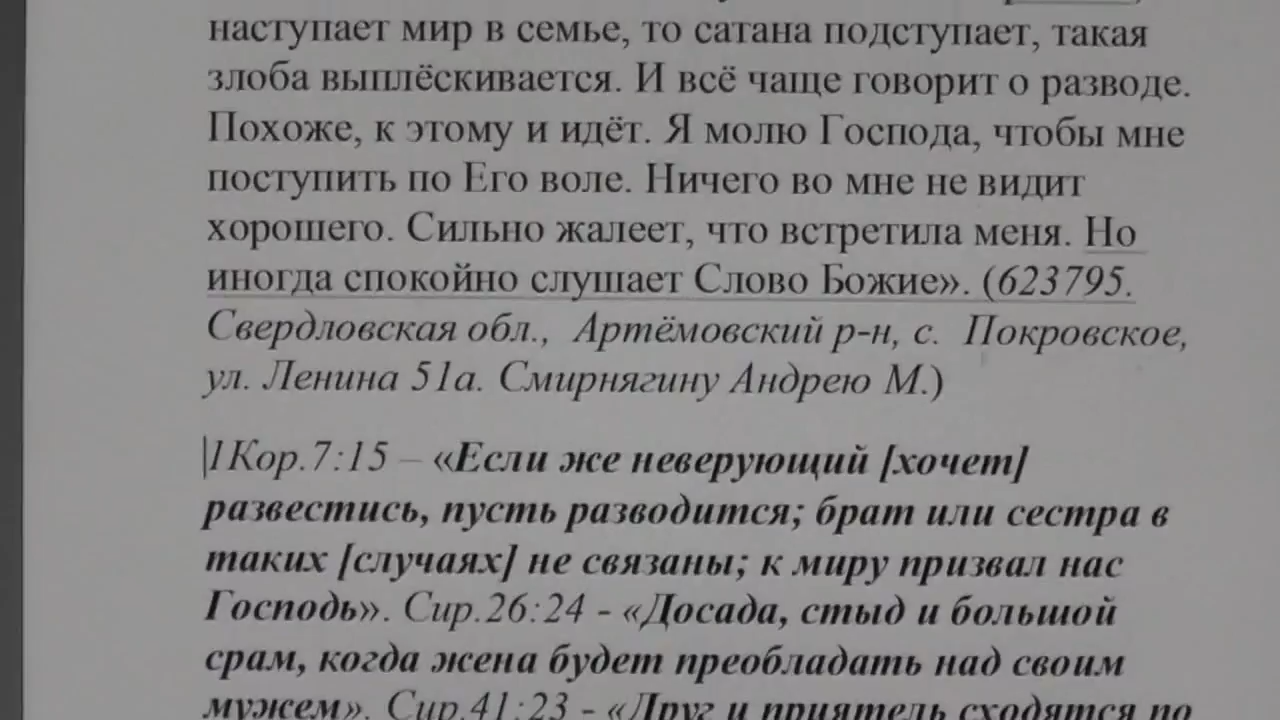 наступает мир в семье, то сатана подступает, такая
злоба выплёскивается. И всё чаще говорит о разводе.
Похоже, к этому и идёт. Я молю Господа, чтобы мне
поступить по Его воле. Ничего во мне не видит
хорошего. Сильно жалеет, что встретила меня. Но
иногда спокойно слушает Слово Божие». (623795.
Свердловская обл., Артёмовский р-н, с. Покровское,
ул. Ленина 51а. Смирнягину Андрею М.)
1Кор.7:15 – «Если же неверующий [хочет]
развестись, пусть разводится; брат или сестра в
таких [случаях] не связаны; к миру призвал нас
Господь». Сир.26:24 - «Досада, стыд и большой
срам, когда жена будет преобладать над своим
мужем». Сир.41:23 - «Друг и приятель сходятся по